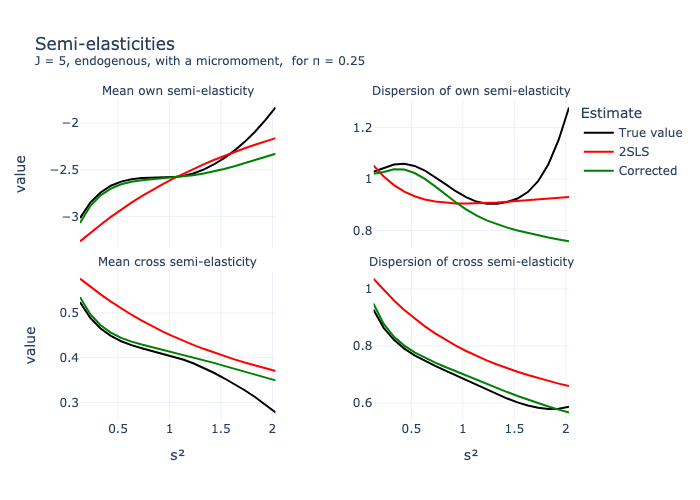 Semi-elasticities
J = 5, endogenous, with a micromoment,  for π = 0.25
Mean own semi-elasticity
Dispersion of own semi-elasticity
Estimate
True value
2SLS
Corrected
value
−2
−2.5
−3
1.2
1
0.8
Mean cross semi-elasticity
Dispersion of cross semi-elasticity
value
0.5
0.4
0.3
1
0.8
0.6
0.5
1
1.5
2
0.5
1
1.5
2
s²
s²